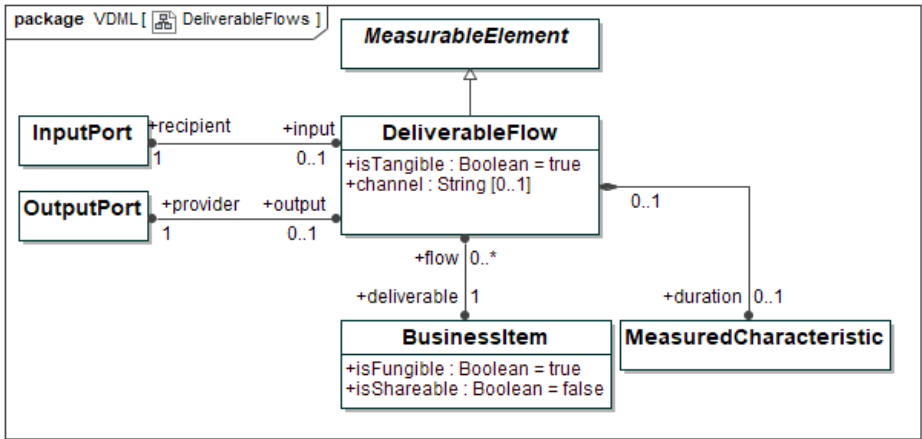 package VDML [ DeliverableFlows ]
MeasurableElement
InputPort
+recipient
1
+input
0..1
DeliverableFlow
+isTangible : Boolean = true
+channel : String [0..1]
OutputPort
+provider
1
+output
0..1
0..1
+flow
0..*
+deliverable
1
+duration
0..1
BusinessItem
+isFungible : Boolean = true
+isShareable : Boolean = false
MeasuredCharacteristic